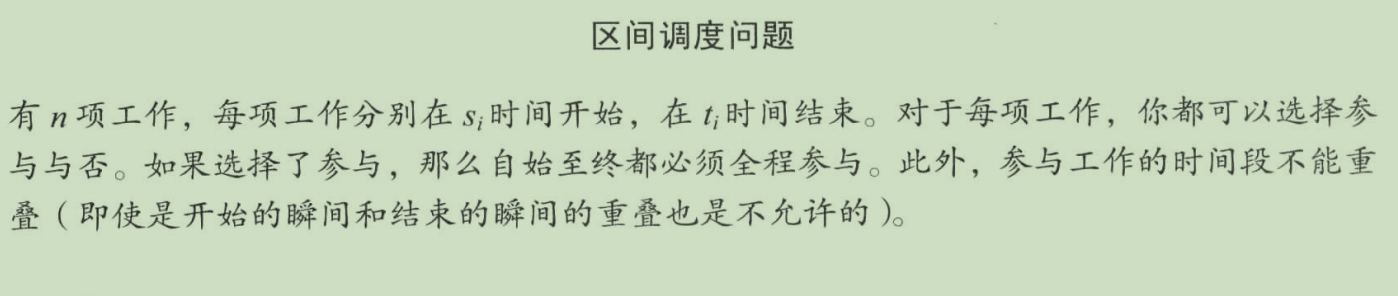 区间调度问题
有 n 项工作，每项工作分别在 sᵢ 时间开始，在 tᵢ 时间结束。对于每项工作，你都可以选择参
与与否。如果选择了参与，那么自始至终都必须全程参与。此外，参与工作的时间段不能重
叠（即使是开始的瞬间和结束的瞬间的重叠也是不允许的）。